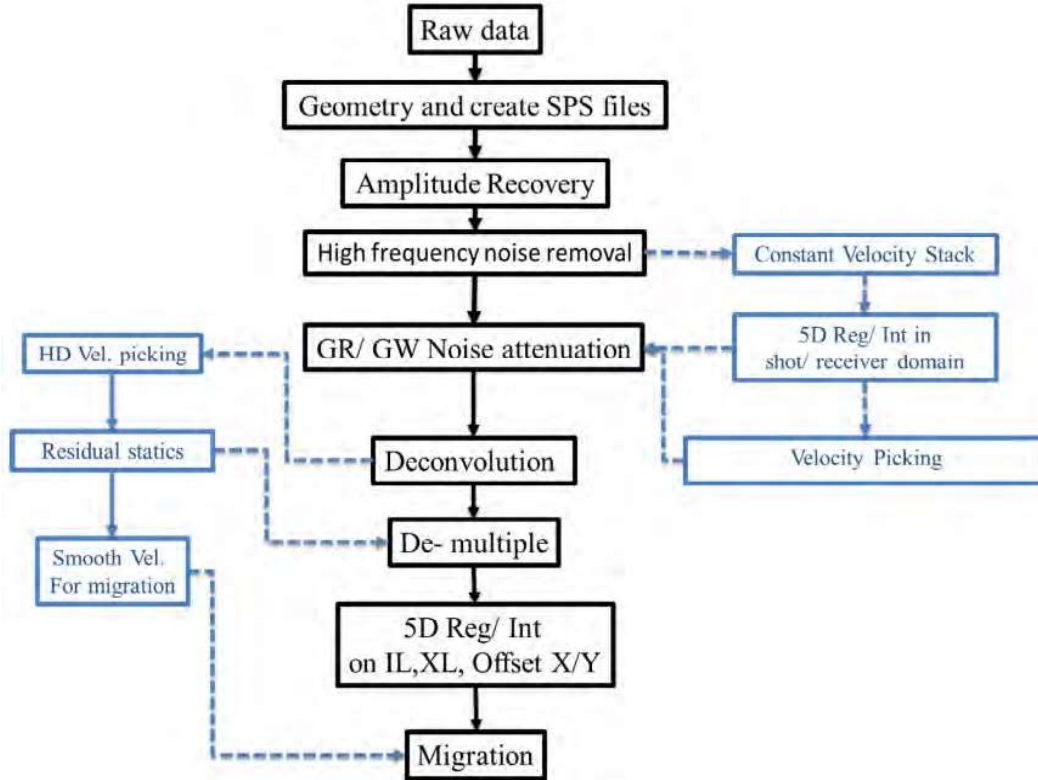 Raw data
Geometry and create SPS files
Amplitude Recovery
High frequency noise removal
Constant Velocity Stack
GR/ GW Noise attenuation
5D Reg/ Int in
shot/ receiver domain
HD Vel. picking
Residual statics
Deconvolution
Velocity Picking
De- multiple
Smooth Vel.
For migration
5D Reg/ Int
on IL,XL, Offset X/Y
Migration